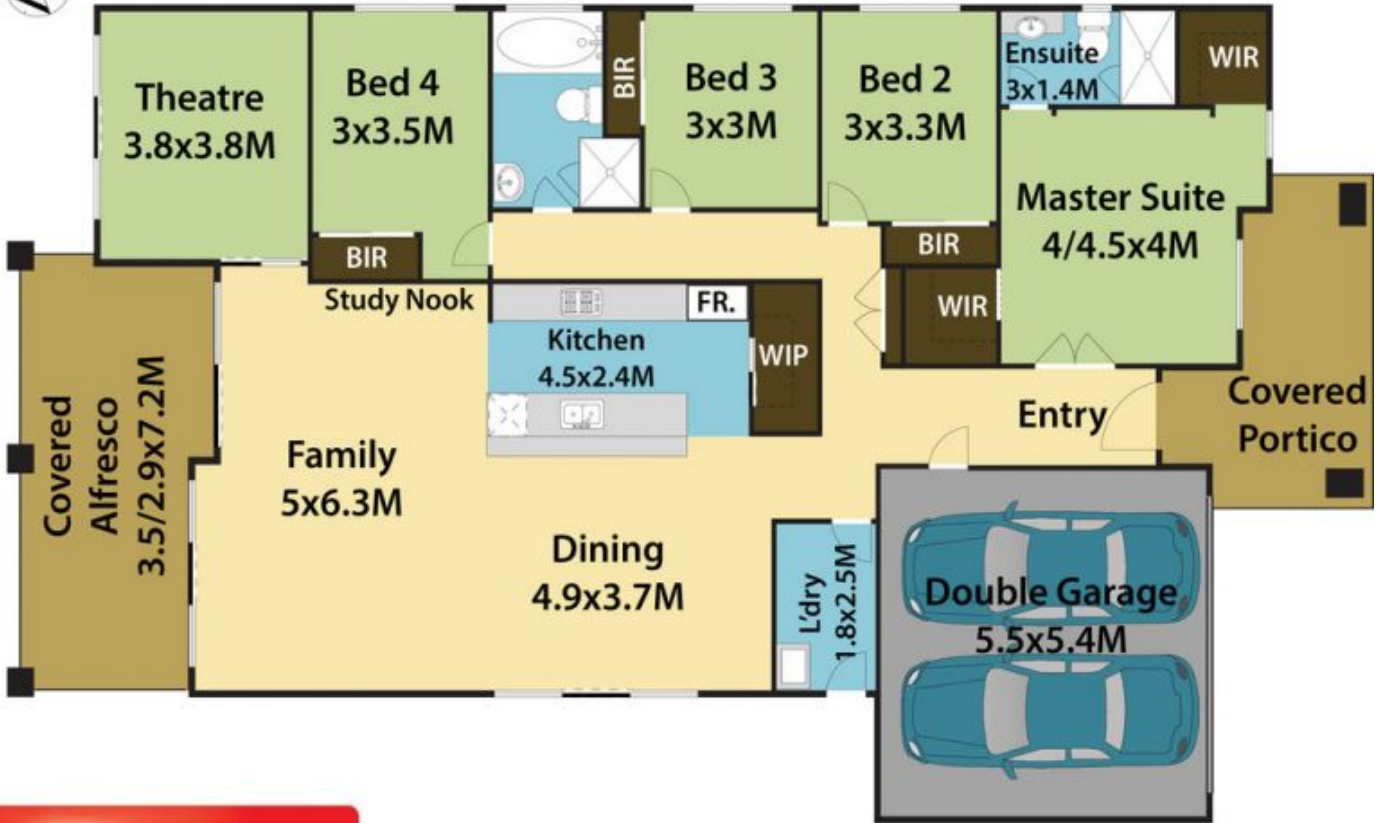 Theatre
3.8x3.8M
Bed 4
3x3.5M
BIR
BIR
Bed 3
3x3M
Bed 2
3x3.3M
BIR
Ensuite
3x1.4M
WIR
Master Suite
4/4.5x4M
WIR
Study Nook
FR.
Kitchen
4.5x2.4M
WIP
Entry
Covered
Portico
Covered
Alfresco
3.5/2.9x7.2M
Family
5x6.3M
Dining
4.9x3.7M
L'dry
1.8x2.5M
Double Garage
5.5x5.4M